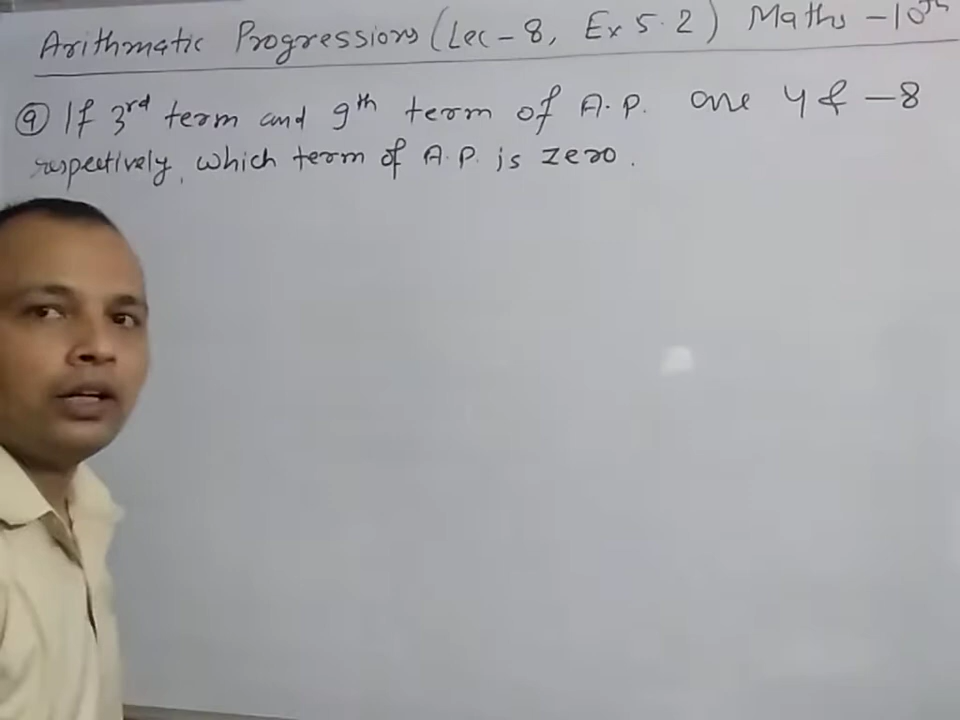 Arithmatic Progressions (Lec - 8, Ex 5.2) Maths - 10th
(9) If 3rd term and 9th term of A.P. are 4 & -8
respectively, which term of A.P. is zero.